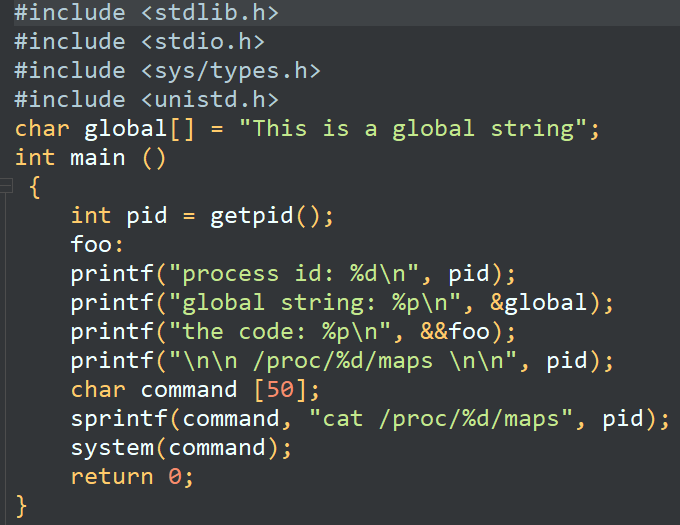 #include <stdlib.h>
#include <stdio.h>
#include <sys/types.h>
#include <unistd.h>
char global[] = "This is a global string";
int main ()
 {
    int pid = getpid();
    foo:
    printf("process id: %d\n", pid);
    printf("global string: %p\n", &global);
    printf("the code: %p\n", &&foo);
    printf("\n\n /proc/%d/maps \n\n", pid);
    char command [50];
    sprintf(command, "cat /proc/%d/maps", pid);
    system(command);
    return 0;
}